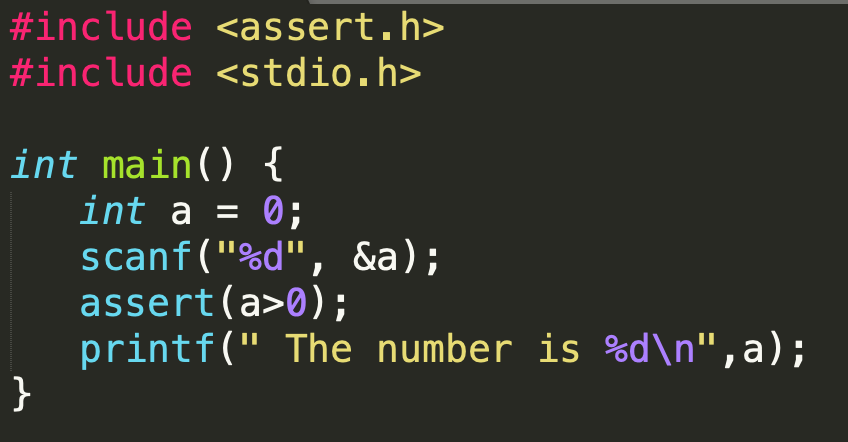 #include <assert.h>
#include <stdio.h>
int main() {
   int a = 0;
   scanf("%d", &a);
   assert(a>0);
   printf(" The number is %d\n",a);
}